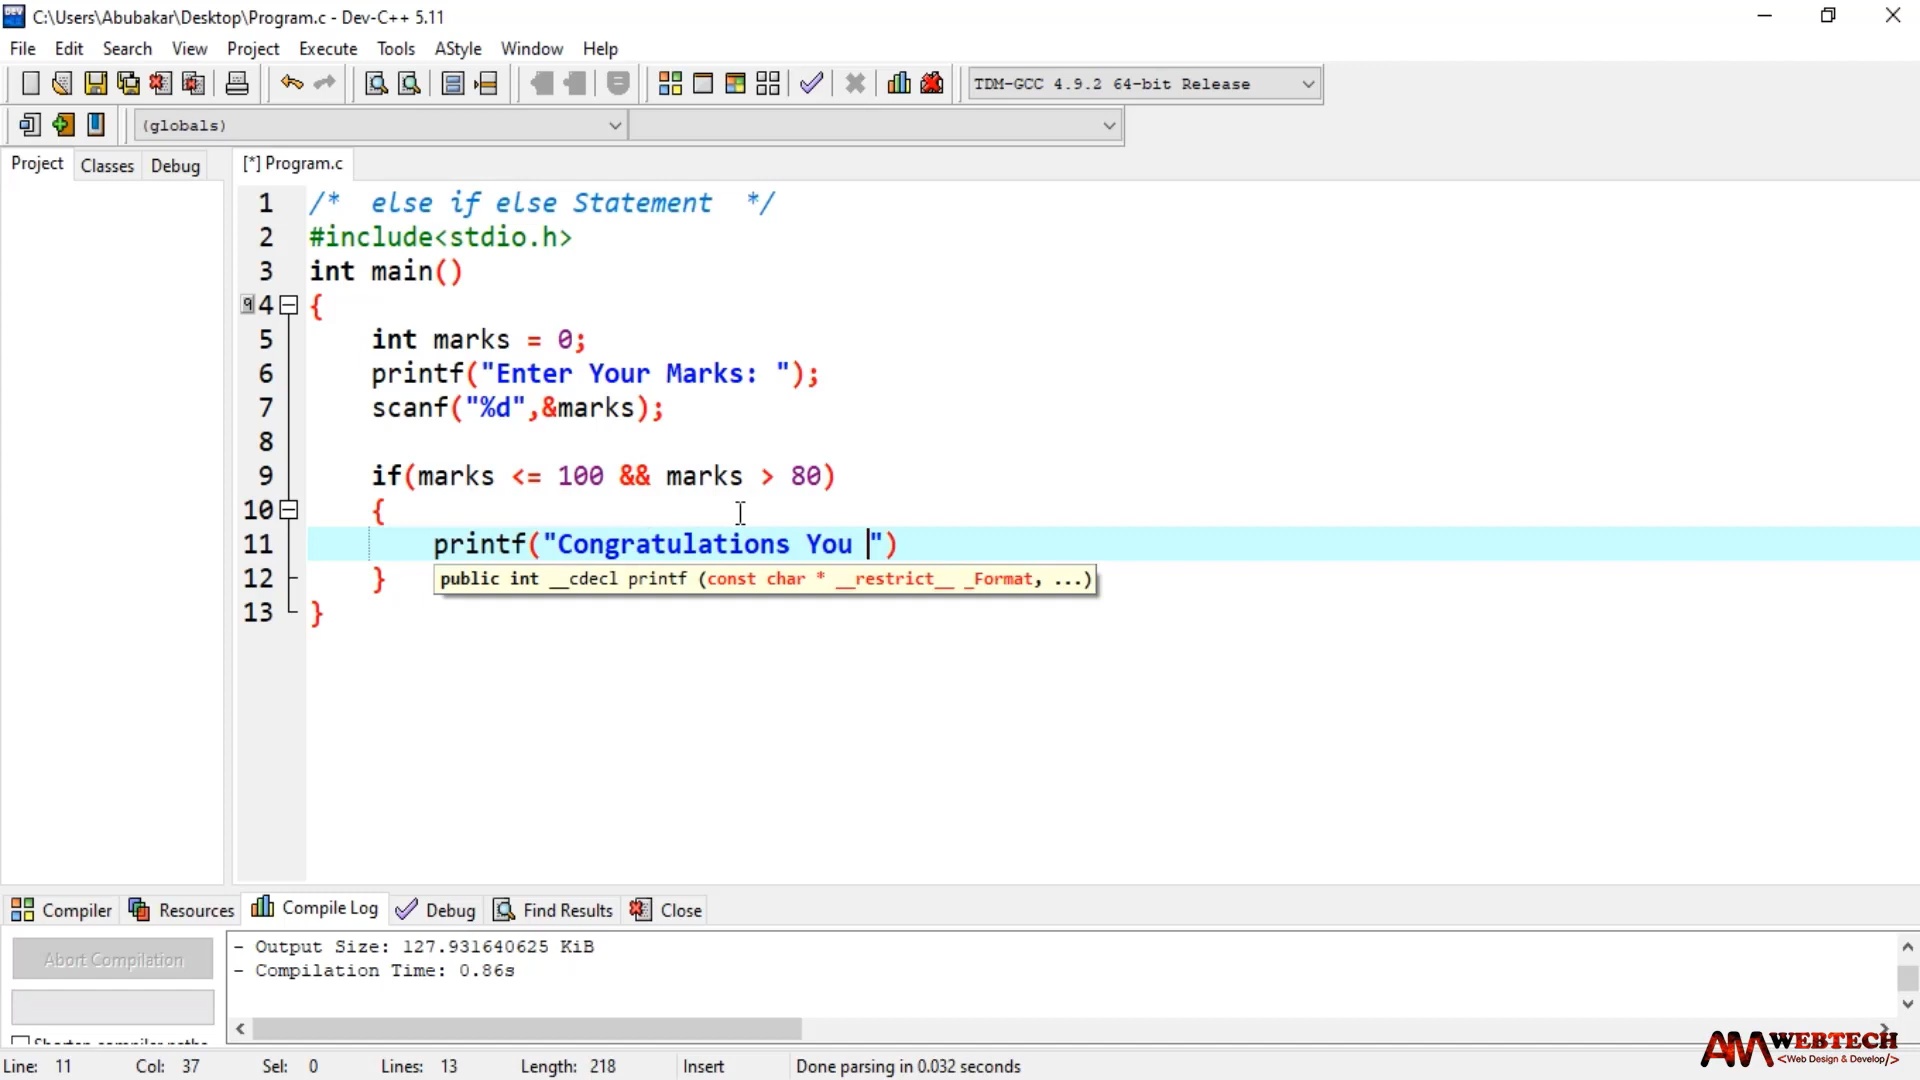 C:\Users\Abubakar\Desktop\Program.c - Dev-C++ 5.11
File Edit Search View Project Execute Tools AStyle Window Help
TDM-GCC 4.9.2 64-bit Release
(globals)
Project Classes Debug [*] Program.c
1 /*  else if else Statement  */
2 #include<stdio.h>
3 int main()
4 {
5 int marks = 0;
6 printf("Enter Your Marks: ");
7 scanf("%d",&marks);
8
9 if(marks <= 100 && marks > 80)
10 {
11 printf("Congratulations You ")
12 }
public int __cdecl printf (const char * __restrict__ _Format, ...)
13 }
Compiler Resources Compile Log Debug Find Results Close
Abort Compilation
- Output Size: 127.931640625 KiB
- Compilation Time: 0.86s
Shorten compiler paths
AM WEBTECH
<Web Design & Develop/>
Line: 11 Col: 37 Sel: 0 Lines: 13 Length: 218 Insert Done parsing in 0.032 seconds